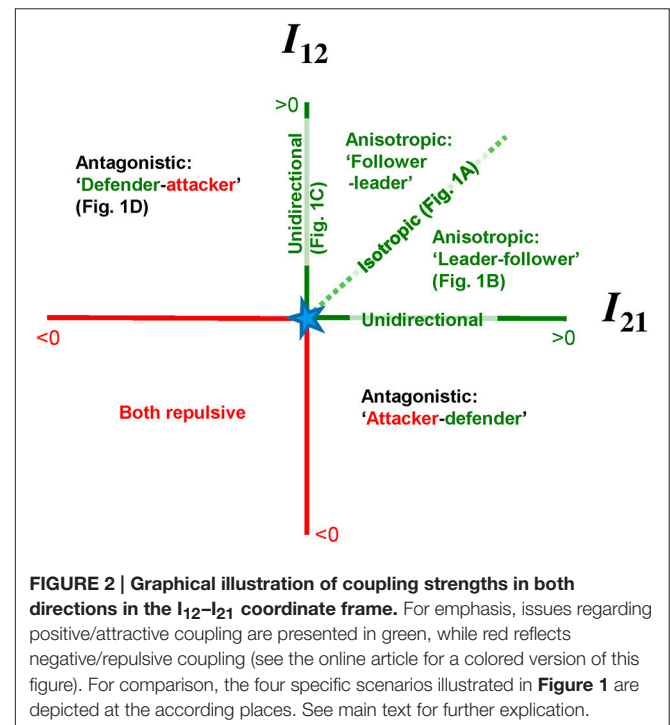 I12
>0
Antagonistic:
‘Defender-attacker’
(Fig. 1D)
Unidirectional
(Fig. 1C)
Anisotropic:
‘Follower
-leader’
Isotropic (Fig. 1A)
Anisotropic:
‘Leader-follower’
(Fig. 1B)
Unidirectional
I21
<0
>0
Both repulsive
Antagonistic:
‘Attacker-defender’
<0
FIGURE 2 | Graphical illustration of coupling strengths in both
directions in the I12–I21 coordinate frame. For emphasis, issues regarding
positive/attractive coupling are presented in green, while red reflects
negative/repulsive coupling (see the online article for a colored version of this
figure). For comparison, the four specific scenarios illustrated in Figure 1 are
depicted at the according places. See main text for further explication.